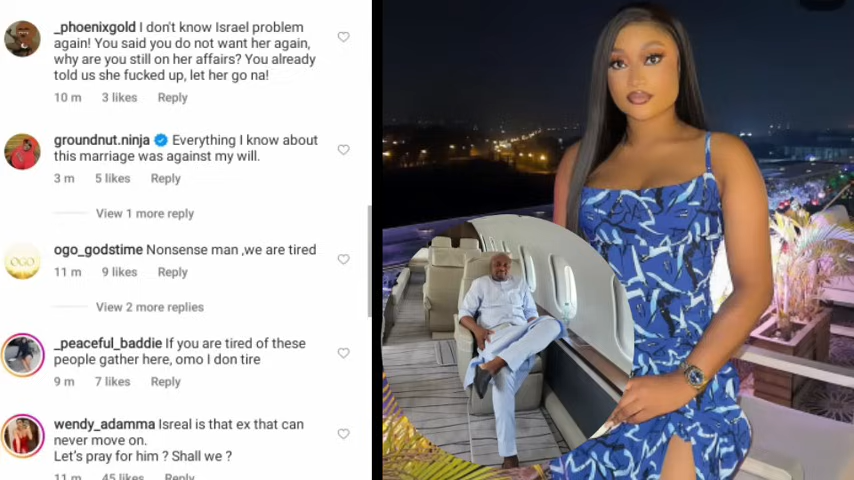 _phoenixgold I don't know Israel problem
again! You said you do not want her again,
why are you still on her affairs? You already
told us she fucked up, let her go na!
10 m 3 likes Reply
groundnut.ninja Everything I know about
this marriage was against my will.
3 m 5 likes Reply
View 1 more reply
OGO
ogo_godstime Nonsense man ,we are tired
11 m 9 likes Reply
View 2 more replies
_peaceful_baddie If you are tired of these
people gather here, omo I don tire
9 m 7 likes Reply
wendy_adamma Isreal is that ex that can
never move on.
Let's pray for him ? Shall we ?
11 m 45 likes Reply